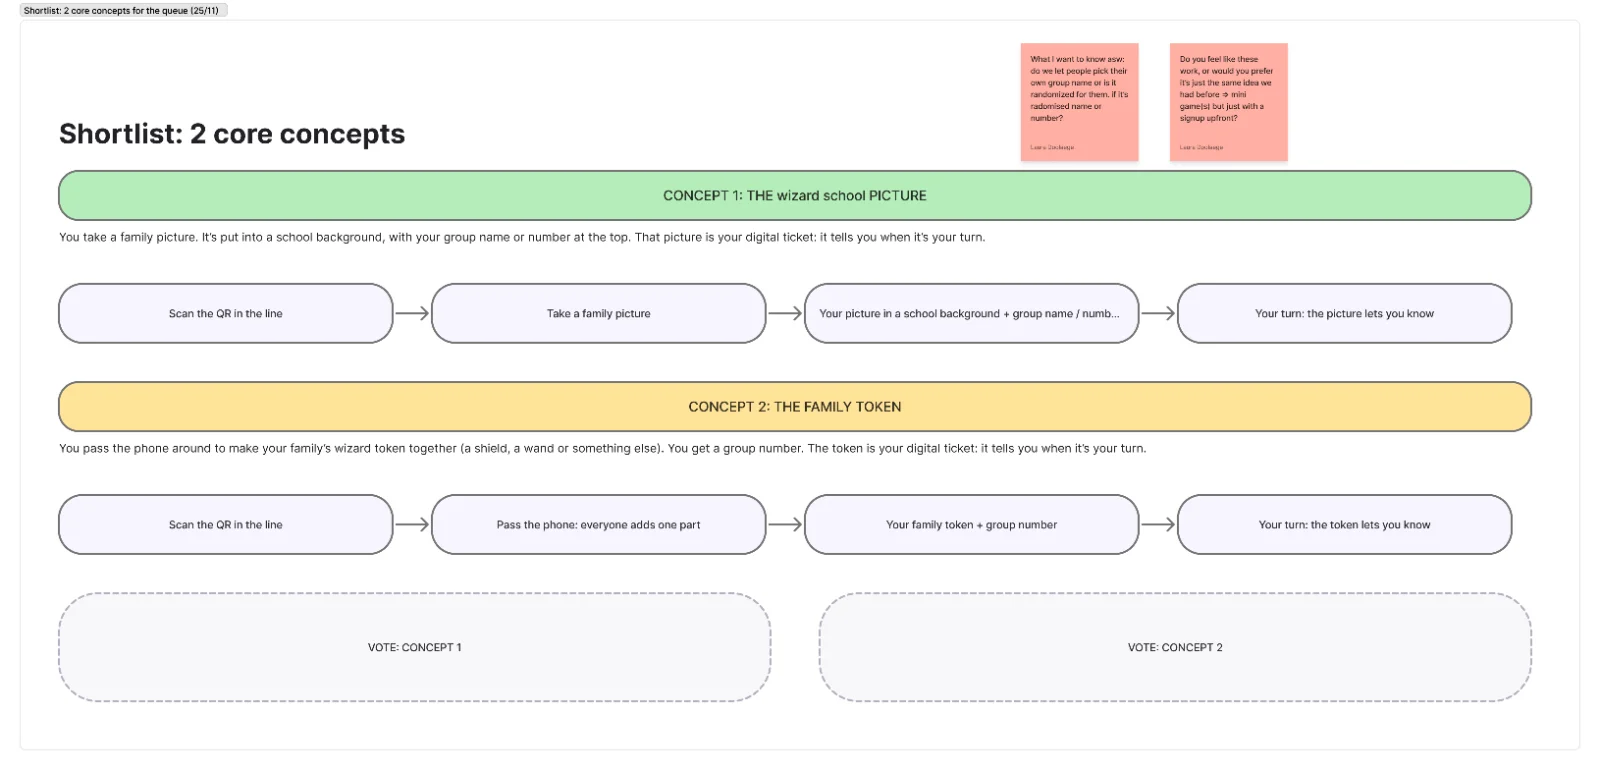 Shortlist: 2 core concepts for the queue (25/11)
What I want to know asw:
do we let people pick their
own group name or is it
randomized for them. if it's
radomised name or
number?
Do you feel like these
work, or would you prefer
it's just the same idea we
had before => mini
game(s) but just with a
signup upfront?
Shortlist: 2 core concepts
CONCEPT 1: THE wizard school PICTURE
You take a family picture. It's put into a school background, with your group name or number at the top. That picture is your digital ticket: it tells you when it's your turn.
Scan the QR in the line
Take a family picture
Your picture in a school background + group name / numb...
Your turn: the picture lets you know
CONCEPT 2: THE FAMILY TOKEN
You pass the phone around to make your family's wizard token together (a shield, a wand or something else). You get a group number. The token is your digital ticket: it tells you when it's your turn.
Scan the QR in the line
Pass the phone: everyone adds one part
Your family token + group number
Your turn: the token lets you know
VOTE: CONCEPT 1
VOTE: CONCEPT 2